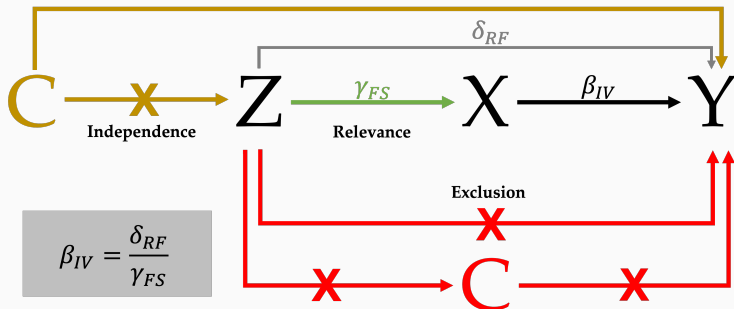 δ_RF
C X Z γ_FS X β_IV Y
Independence Relevance
Exclusion
X
β_IV = δ_RF / γ_FS
X C X